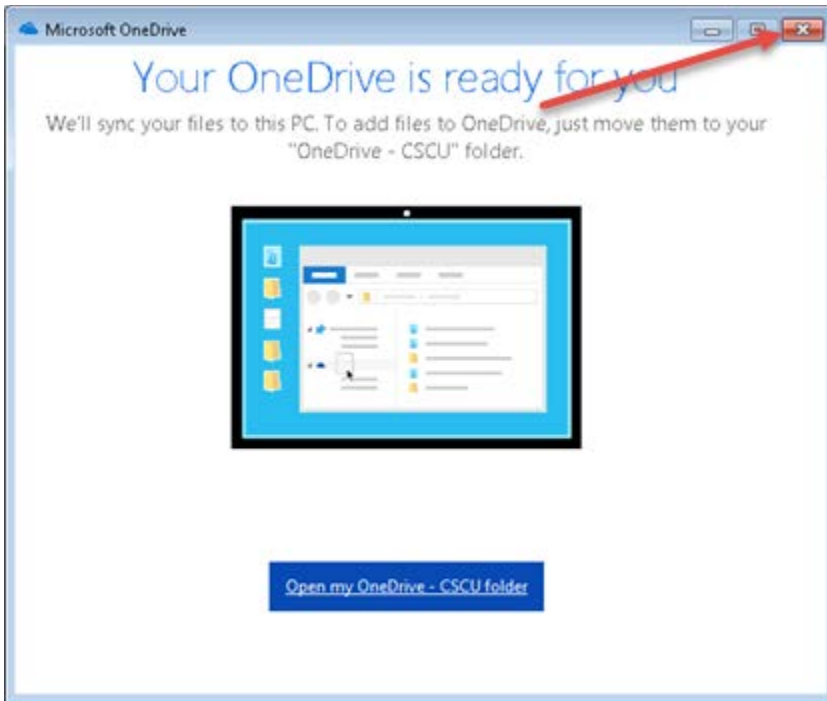 Microsoft OneDrive
Your OneDrive is ready for you
We'll sync your files to this PC. To add files to OneDrive, just move them to your
"OneDrive - CSCU" folder.
Open my OneDrive - CSCU folder